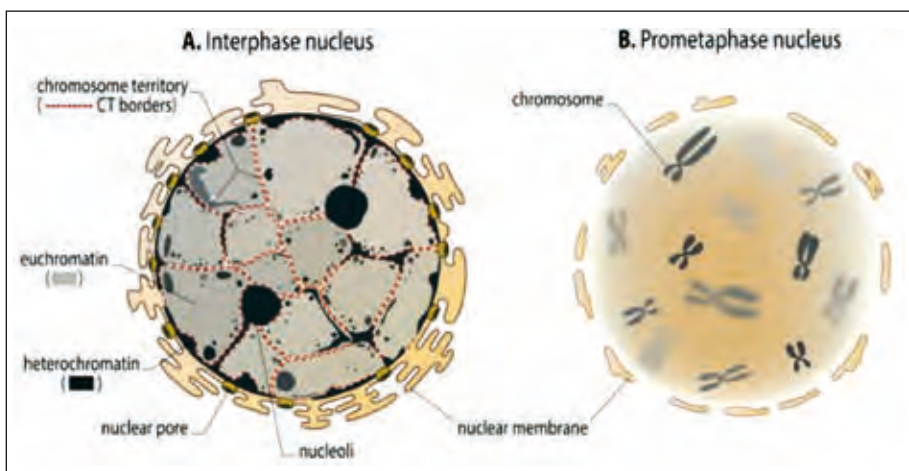 A. Interphase nucleus
chromosome territory
( CT borders)
euchromatin
( )
heterochromatin
( )
nuclear pore
nucleoli
B. Prometaphase nucleus
chromosome
nuclear membrane